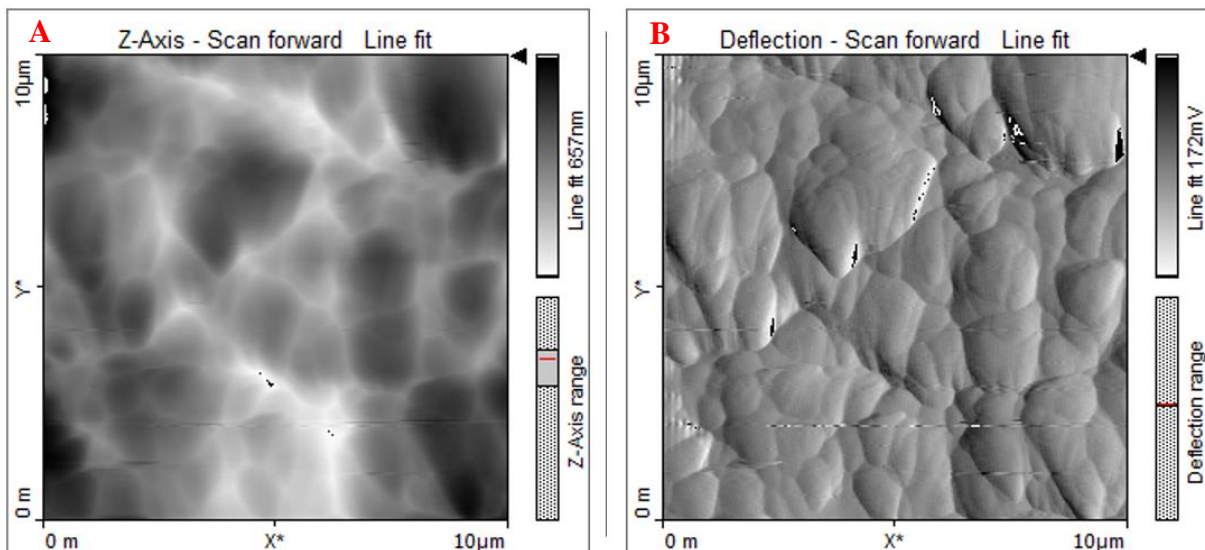 A
Z-Axis - Scan forward Line fit
10µm
Y*
0 m
0 m X* 10µm
Line fit 657nm
Z-Axis range
B
Deflection - Scan forward Line fit
10µm
Y*
0 m
0 m X* 10µm
Line fit 172mV
Deflection range